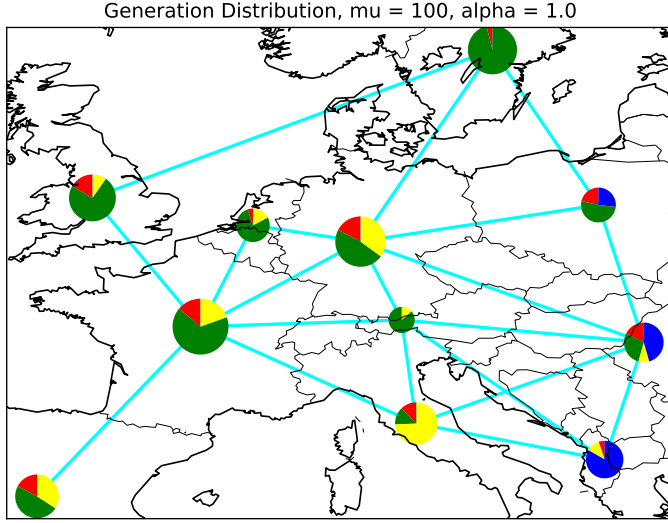 Generation Distribution, mu = 100, alpha = 1.0